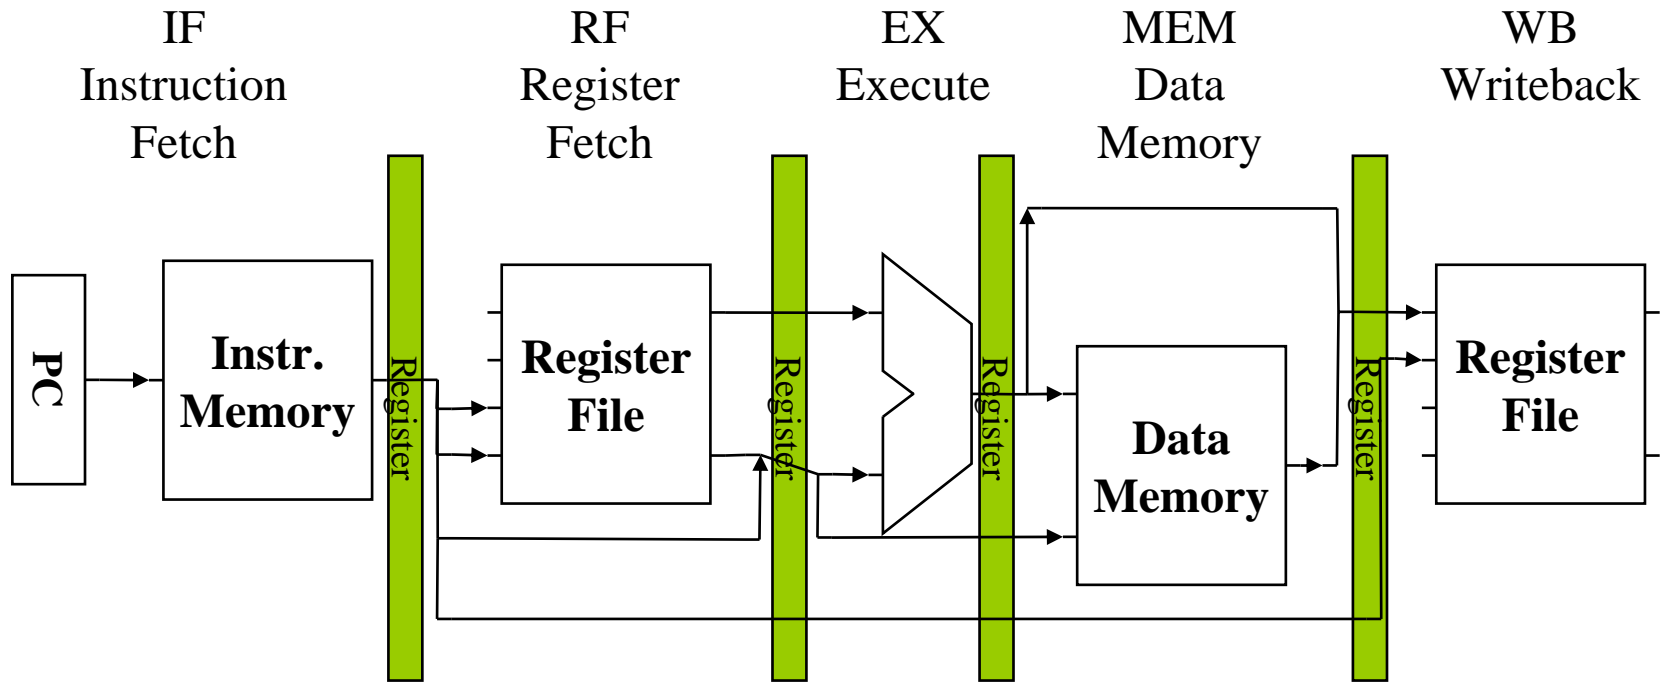 IF
Instruction
Fetch
RF
Register
Fetch
EX
Execute
MEM
Data
Memory
WB
Writeback
PC
Instr.
Memory
Register
Register
File
Register
Register
Data
Memory
Register
Register
File